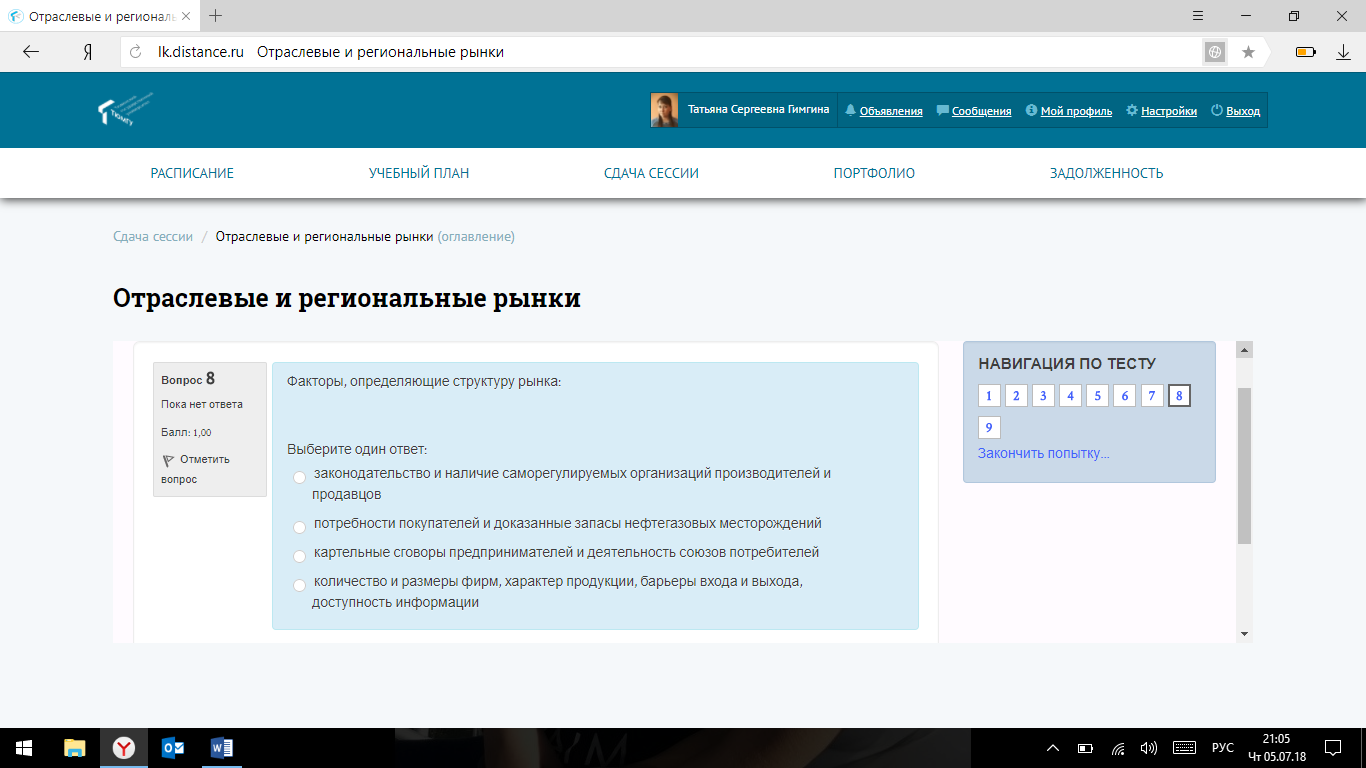 Отраслевые и региональ
lk.distance.ru Отраслевые и региональные рынки
ТюмГУ
Татьяна Сергеевна Гимгина Объявления Сообщения Мой профиль Настройки Выход
РАСПИСАНИЕ УЧЕБНЫЙ ПЛАН СДАЧА СЕССИИ ПОРТФОЛИО ЗАДОЛЖЕННОСТЬ
Сдача сессии / Отраслевые и региональные рынки (оглавление)
Отраслевые и региональные рынки
Вопрос 8
Пока нет ответа
Балл: 1,00
Отметить
вопрос
Факторы, определяющие структуру рынка:
Выберите один ответ:
законодательство и наличие саморегулируемых организаций производителей и
продавцов
потребности покупателей и доказанные запасы нефтегазовых месторождений
картельные сговоры предпринимателей и деятельность союзов потребителей
количество и размеры фирм, характер продукции, барьеры входа и выхода,
доступность информации
НАВИГАЦИЯ ПО ТЕСТУ
1 2 3 4 5 6 7 8
9
Закончить попытку...
РУС
21:05
Чт 05.07.18